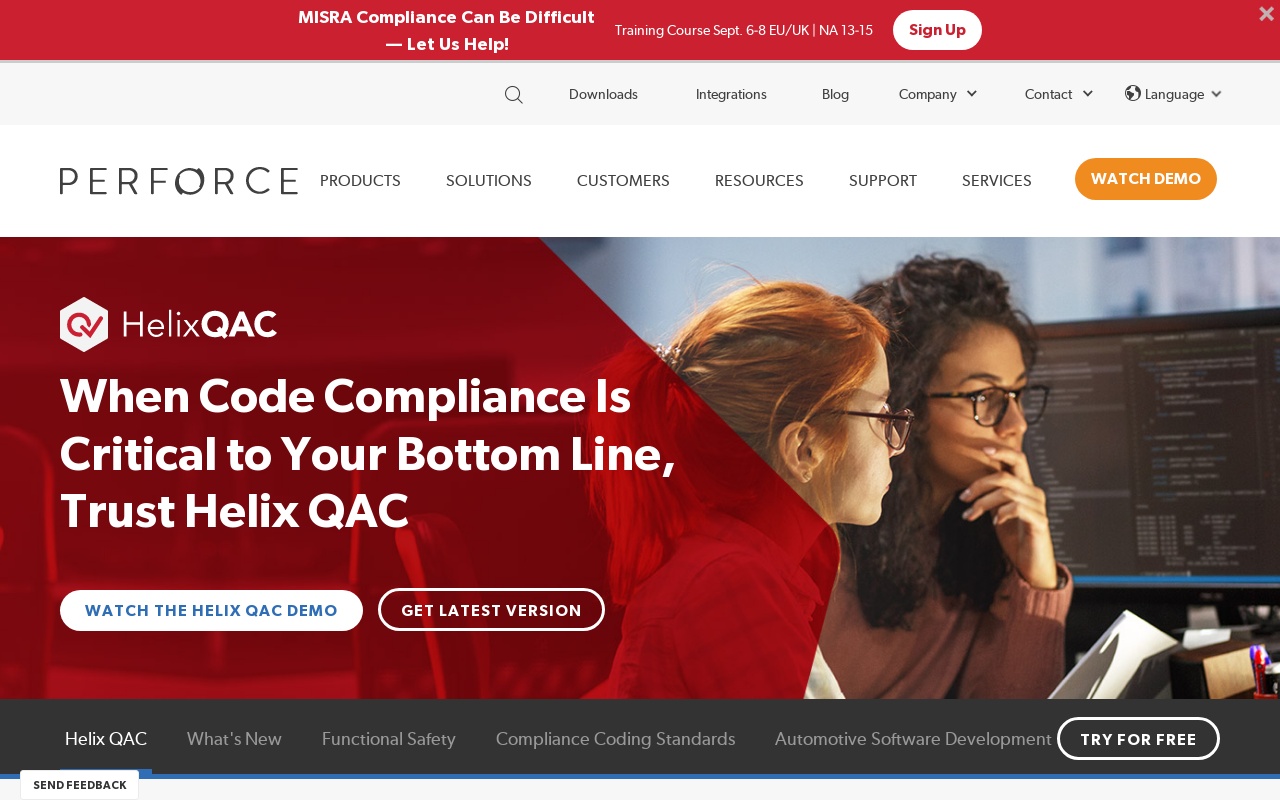 MISRA Compliance Can Be Difficult
— Let Us Help!
Training Course Sept. 6-8 EU/UK | NA 13-15
Sign Up
Downloads
Integrations
Blog
Company
Contact
Language
PERFORCE
PRODUCTS
SOLUTIONS
CUSTOMERS
RESOURCES
SUPPORT
SERVICES
WATCH DEMO
HelixQAC
When Code Compliance Is
Critical to Your Bottom Line,
Trust Helix QAC
WATCH THE HELIX QAC DEMO
GET LATEST VERSION
Helix QAC
What's New
Functional Safety
Compliance Coding Standards
Automotive Software Development
TRY FOR FREE
SEND FEEDBACK